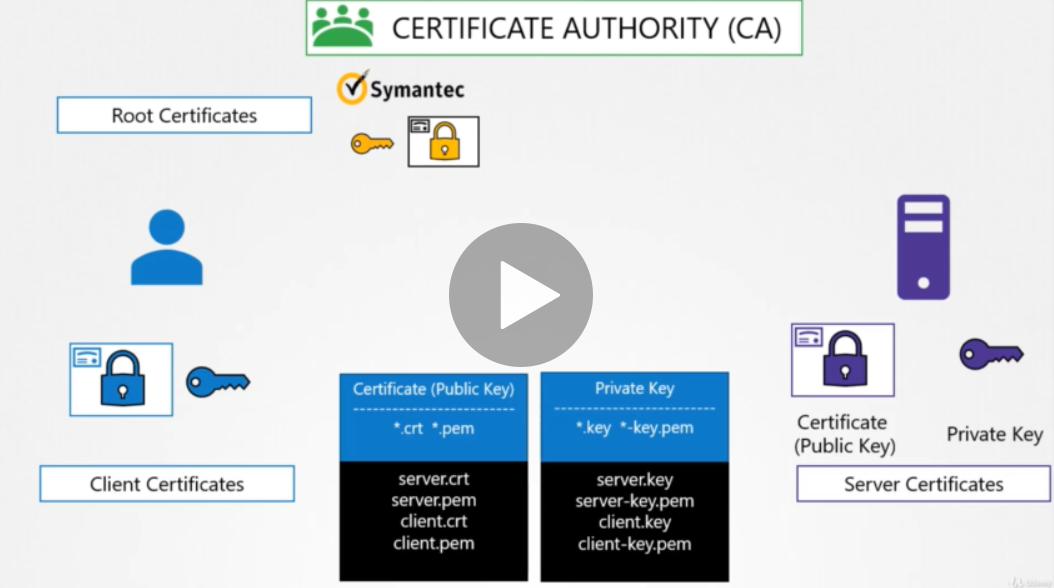 CERTIFICATE AUTHORITY (CA)
Symantec
Root Certificates
Certificate (Public Key)
*.crt *.pem
server.crt
server.pem
client.crt
client.pem
Private Key
*.key *-key.pem
server.key
server-key.pem
client.key
client-key.pem
Certificate
(Public Key)
Private Key
Client Certificates
Server Certificates
Udemy